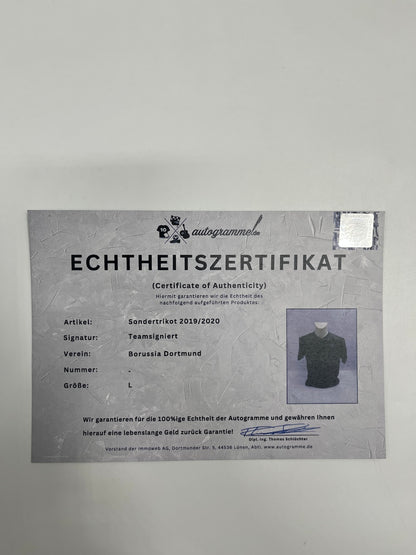 10
autogramme.de
ECHTHEITSZERTIFIKAT
(Certificate of Authenticity)
Hiermit garantieren wir die Echtheit des
nachfolgend aufgeführten Produktes:
Artikel: Sondertrikot 2019/2020
Signatur: Teamsigniert
Verein: Borussia Dortmund
Nummer: .
Größe: L
Wir garantieren für die 100%ige Echtheit der Autogramme und gewähren Ihnen
hierauf eine lebenslange Geld zurück Garantie!
Dipl. Ing. Thomas Schlüchter
Vorstand der immoweb AG, Dortmunder Str. 5, 44536 Lünen, Abtl. www.autogramme.de